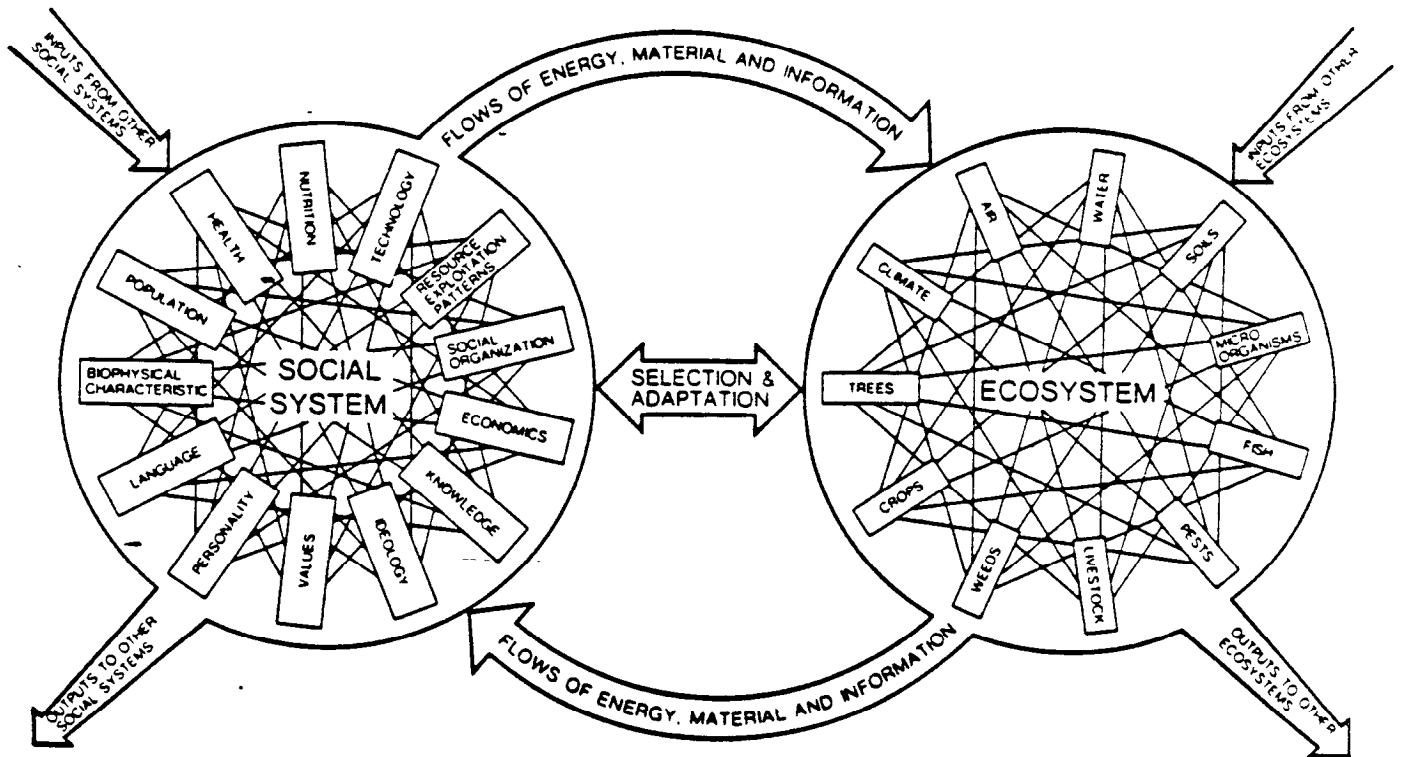 INPUTS FROM OTHER
SOCIAL SYSTEMS
FLOWS OF ENERGY, MATERIAL AND INFORMATION
INPUTS FROM OTHER
ECOSYSTEMS
NUTRITION
TECHNOLOGY
RESOURCE
EXPLOITATION
PATTERNS
SOCIAL
ORGANIZATION
ECONOMICS
KNOWLEDGE
IDEOLOGY
VALUES
PERSONALITY
LANGUAGE
BIOPHYSICAL
CHARACTERISTIC
POPULATION
HEALTH
SOCIAL
SYSTEM
SELECTION &
ADAPTATION
AIR
WATER
SOILS
MICRO
ORGANISMS
FISH
PESTS
LIVESTOCK
WEEDS
CROPS
TREES
CLIMATE
ECOSYSTEM
OUTPUTS TO OTHER
SOCIAL SYSTEMS
FLOWS OF ENERGY, MATERIAL AND INFORMATION
OUTPUTS TO OTHER
ECOSYSTEMS